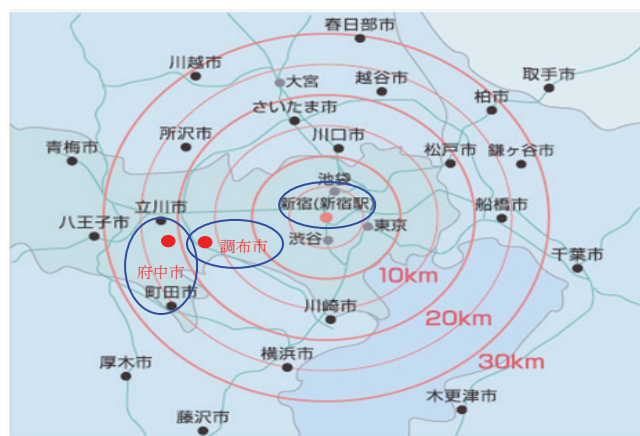 春日部市
川越市
大宮
越谷市
取手市
柏市
さいたま市
所沢市
川口市
松戸市
鎌ヶ谷市
青梅市
池袋
新宿(新宿駅)
立川市
船橋市
八王子市
東京
調布市
渋谷
千葉市
府中市
10km
町田市
川崎市
20km
横浜市
30km
厚木市
木更津市
藤沢市